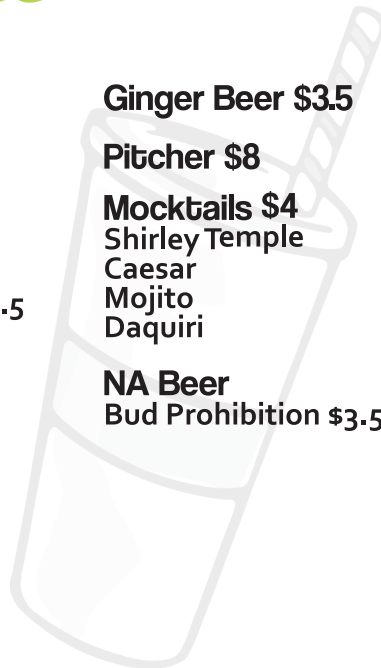 Ginger Beer $3.5
Pitcher $8
Mocktails $4
Shirley Temple
Caesar
Mojito
.5
Daquiri
NA Beer
Bud Prohibition $3.5